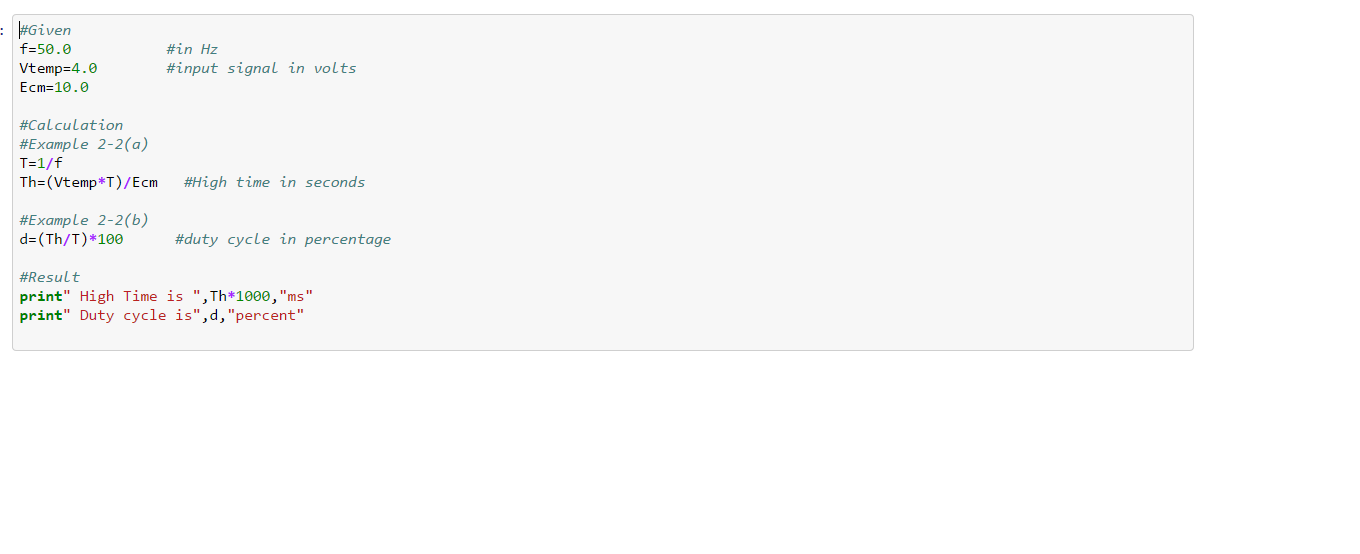 :
#Given
f=50.0           #in Hz
Vtemp=4.0        #input signal in volts
Ecm=10.0
#Calculation
#Example 2-2(a)
T=1/f
Th=(Vtemp*T)/Ecm   #High time in seconds
#Example 2-2(b)
d=(Th/T)*100      #duty cycle in percentage
#Result
print" High Time is ",Th*1000,"ms"
print" Duty cycle is",d,"percent"